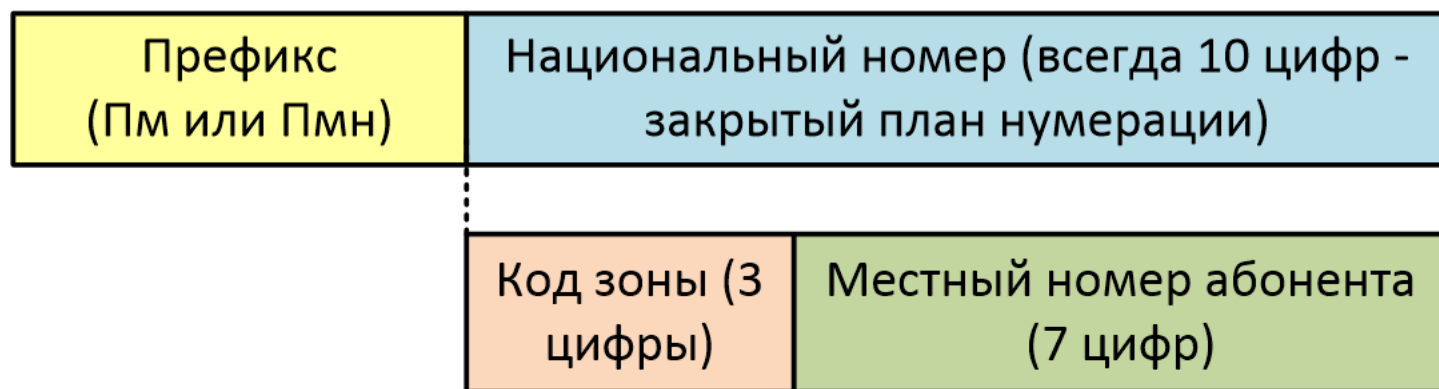 Префикс
(Пм или Пмн)
Национальный номер (всегда 10 цифр -
закрытый план нумерации)
Код зоны (3
цифры)
Местный номер абонента
(7 цифр)